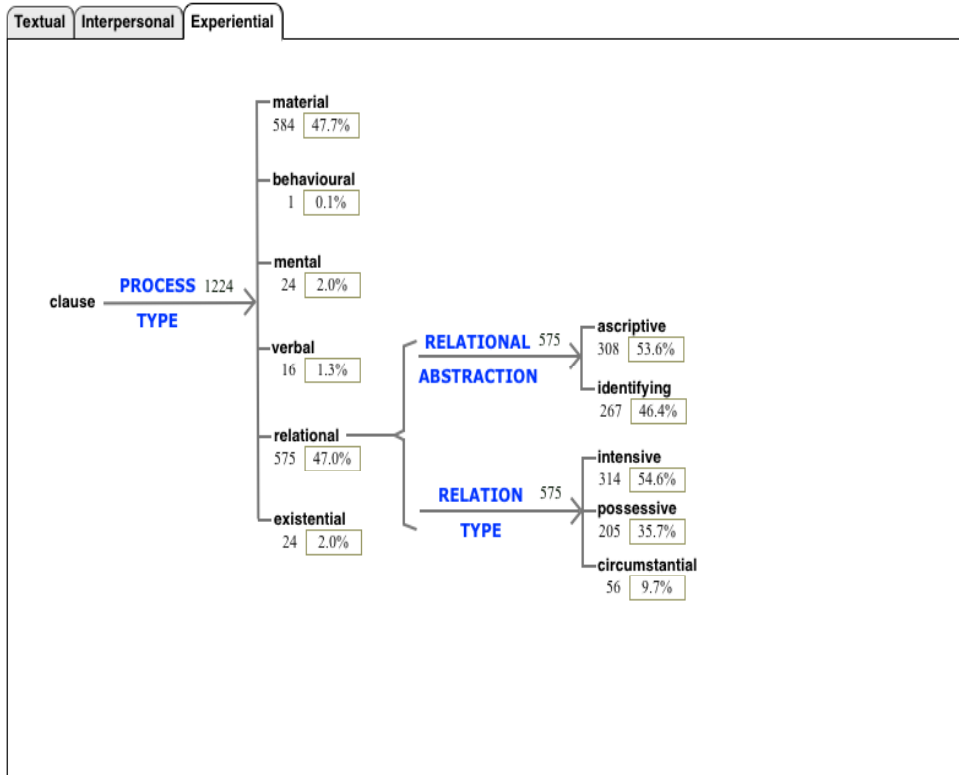 Textual Interpersonal Experiential
material
584 47.7%
behavioural
1 0.1%
mental
24 2.0%
clause
PROCESS 1224
TYPE
verbal
16 1.3%
relational
575 47.0%
existential
24 2.0%
RELATIONAL 575
ABSTRACTION
ascriptive
308 53.6%
identifying
267 46.4%
RELATION 575
TYPE
intensive
314 54.6%
possessive
205 35.7%
circumstantial
56 9.7%